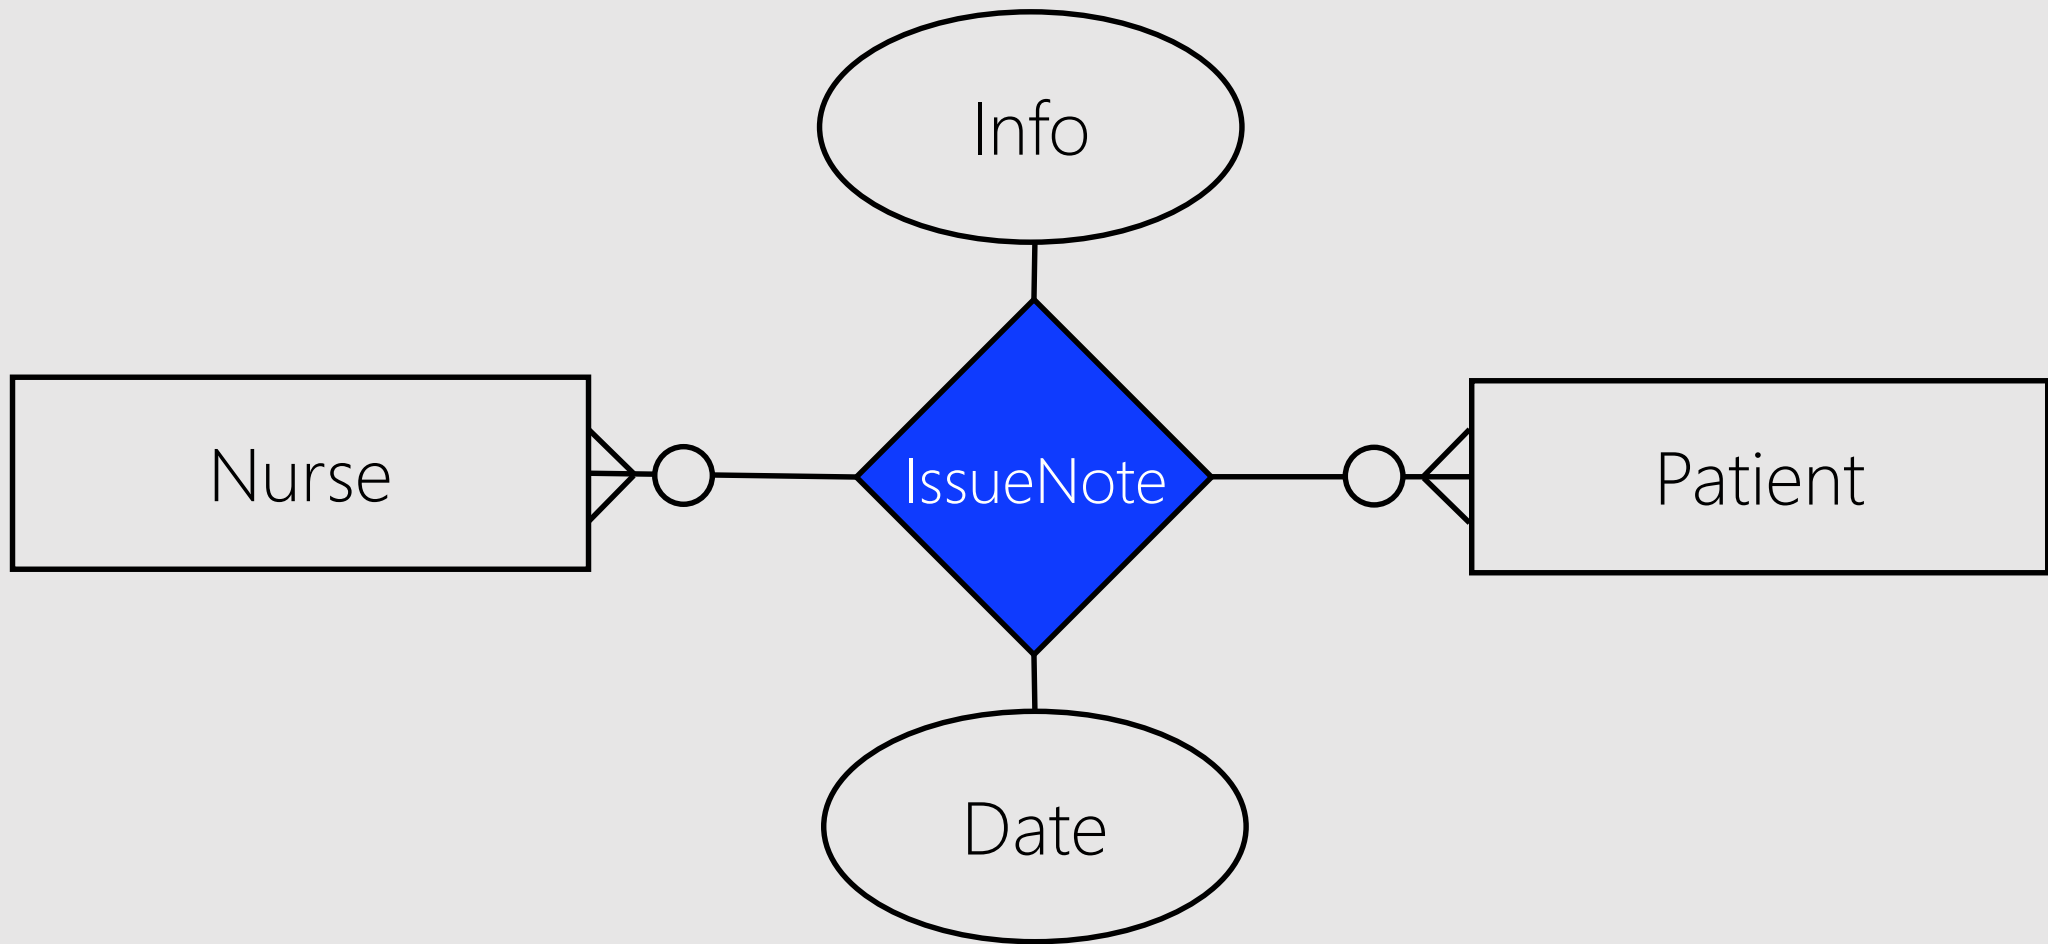 Info
Nurse
IssueNote
Patient
Date